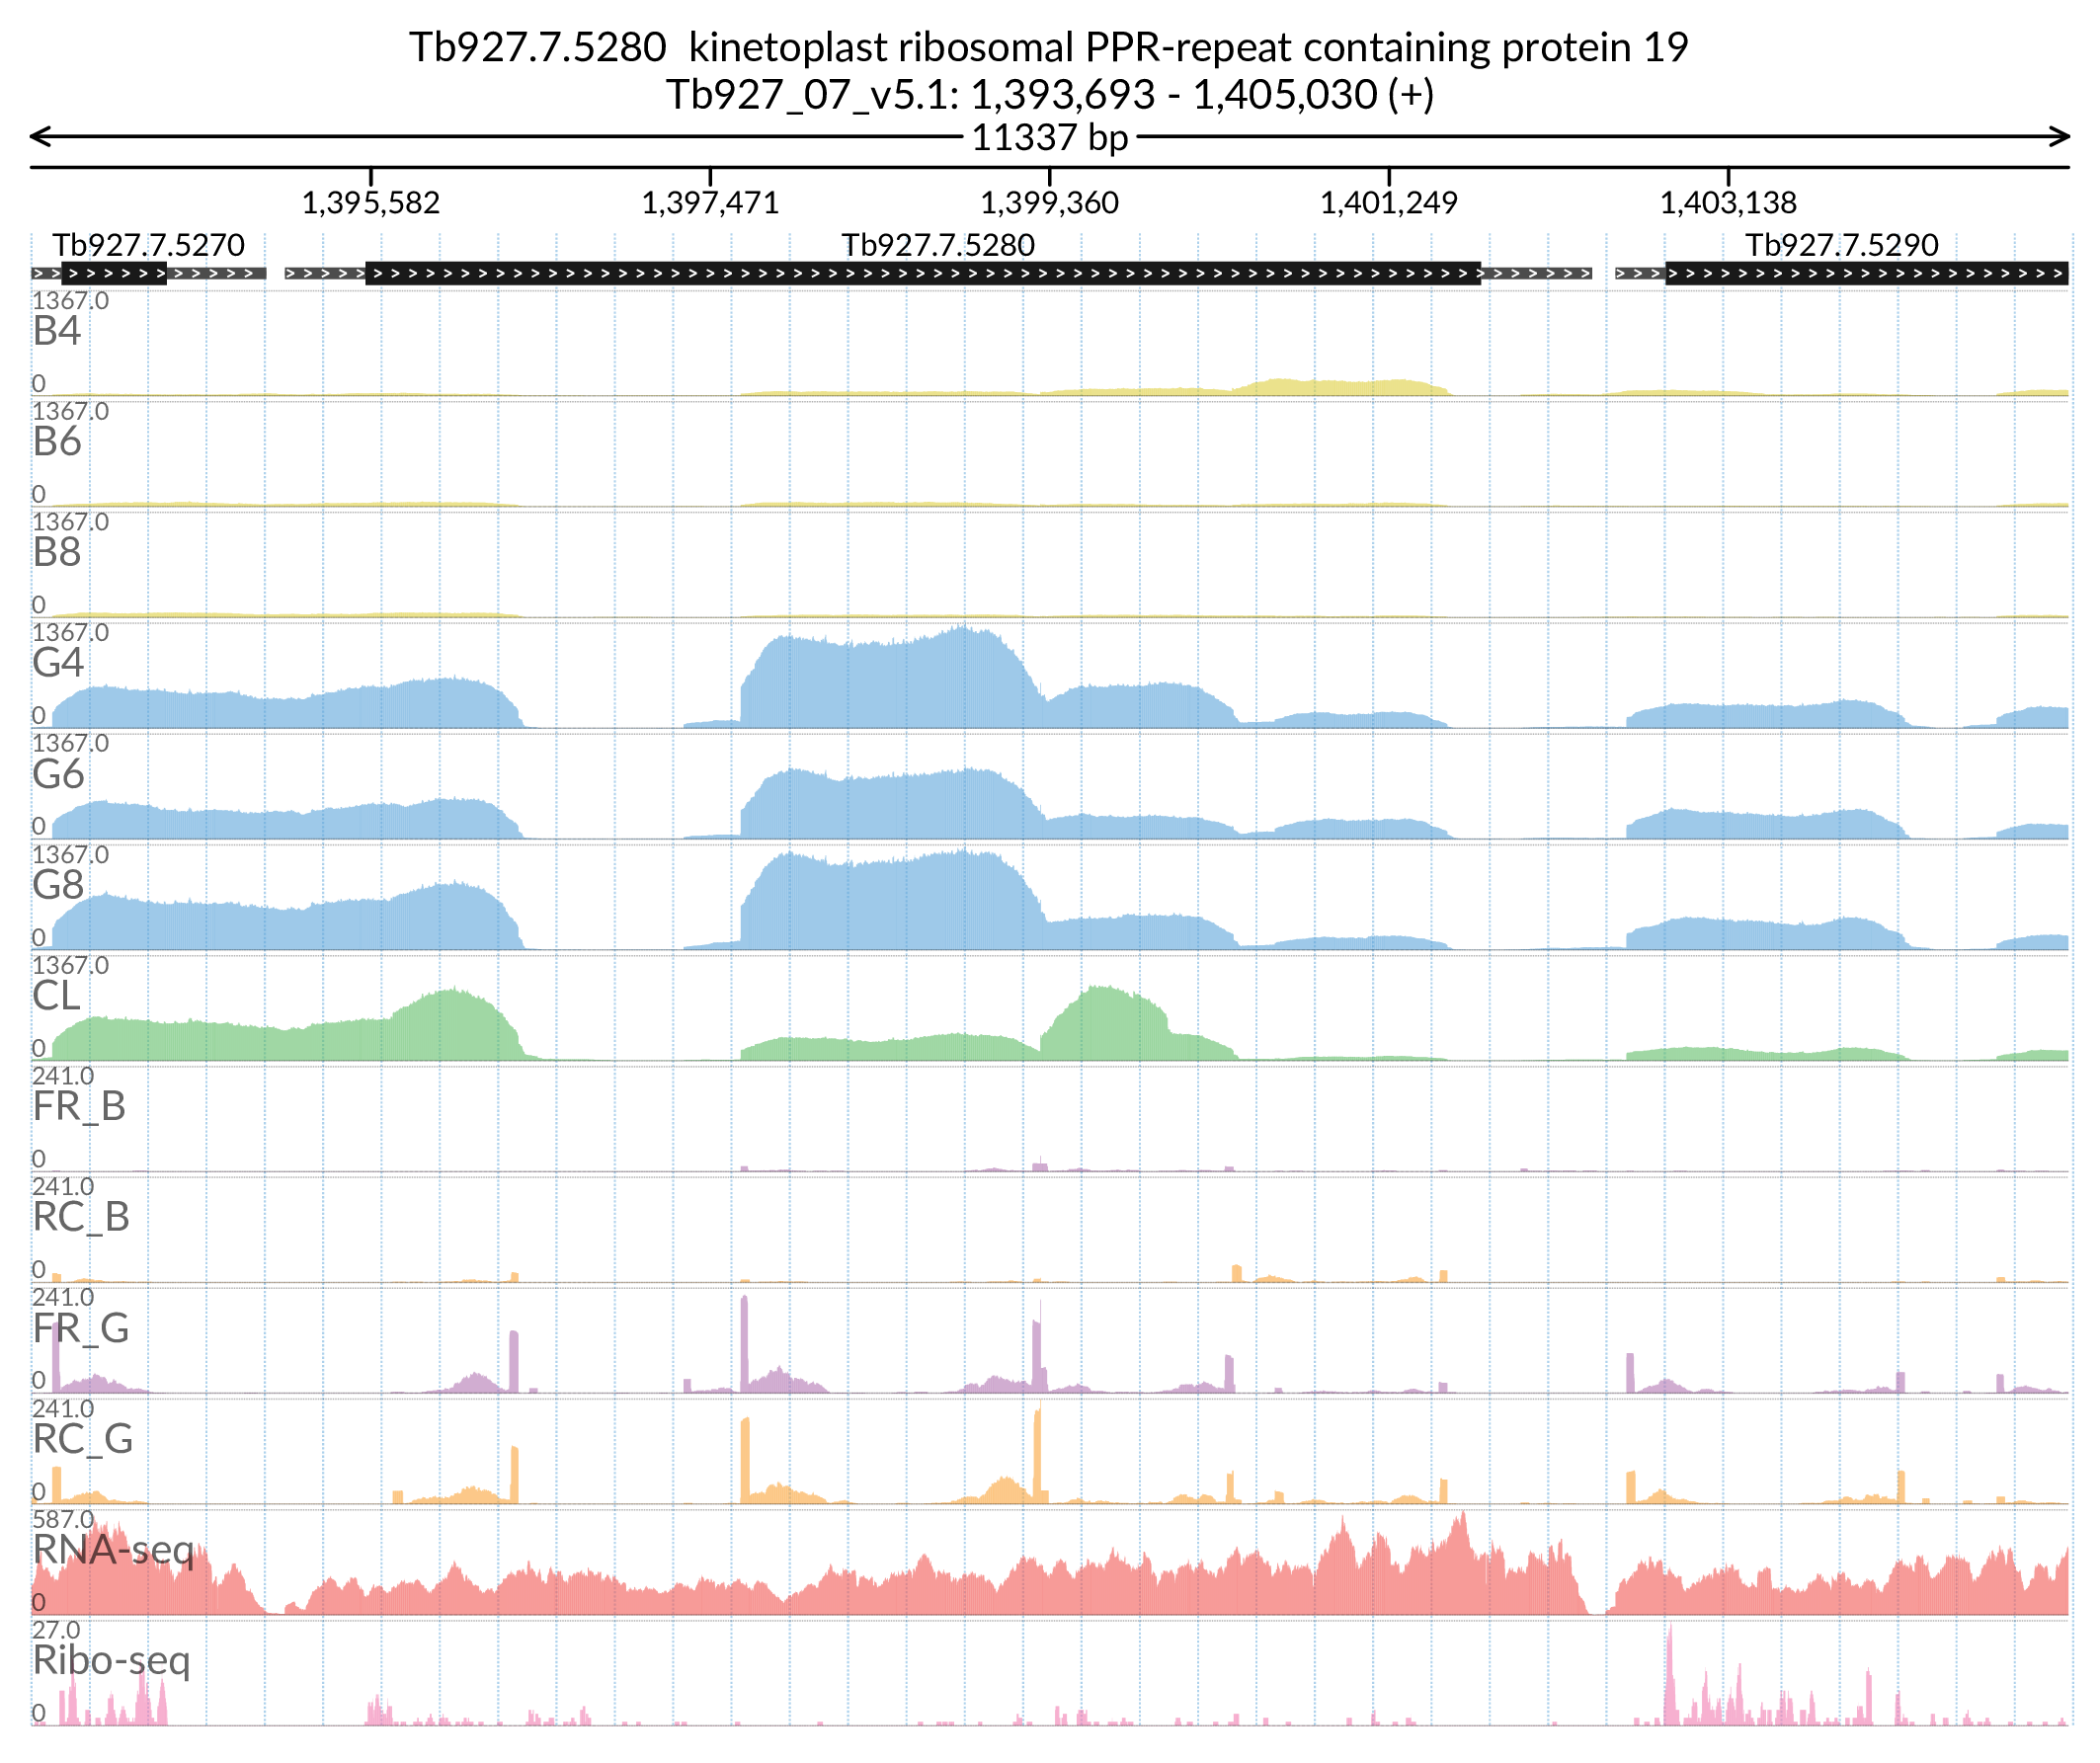 Tb927.7.5280 kinetoplast ribosomal PPR-repeat containing protein 19
Tb927_07_v5.1: 1,393,693 - 1,405,030 (+)
11337 bp
1,395,582 1,397,471 1,399,360 1,401,249 1,403,138
Tb927.7.5270 Tb927.7.5280 Tb927.7.5290
1367.0
B4
0
1367.0
B6
0
1367.0
B8
0
1367.0
G4
0
1367.0
G6
0
1367.0
G8
0
1367.0
CL
0
241.0
FR_B
0
241.0
RC_B
0
241.0
FR_G
0
241.0
RC_G
0
587.0
RNA-seq
0
27.0
Ribo-seq
0